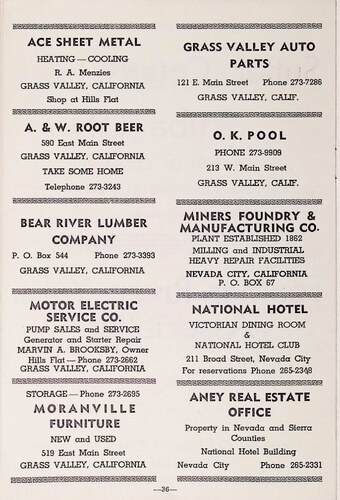 ACE SHEET METAL
HEATING—COOLING
R. A. Menzies
GRASS VALLEY, CALIFORNIA
Shop at Hills Flat
A. & W. ROOT BEER
590 East Main Street
GRASS VALLEY, CALIFORNIA
TAKE SOME HOME
Telephone 273-3243
BEAR RIVER LUMBER
COMPANY
P. O. Box 544 Phone 273-3393
GRASS VALLEY, CALIFORNIA
MOTOR ELECTRIC
SERVICE CO.
PUMP SALES and SERVICE
Generator and Starter Repair
MARVIN A. BROOKSBY, Owner
Hills Flat — Phone 273-2662
GRASS VALLEY, CALIFORNIA
STORAGE—Phone 273-2695
MORANVILLE
FURNITURE
NEW and USED
519 East Main Street
GRASS VALLEY, CALIFORNIA
GRASS VALLEY AUTO
PARTS
121 E. Main Street Phone 273-7286
GRASS VALLEY, CALIF.
O. K. POOL
PHONE 273-9909
213 W. Main Street
GRASS VALLEY, CALIF.
MINERS FOUNDRY &
MANUFACTURING CO.
PLANT ESTABLISHED 1862
MILLING and INDUSTRIAL
HEAVY REPAIR FACILITIES
NEVADA CITY, CALIFORNIA
P. O. BOX 67
NATIONAL HOTEL
VICTORIAN DINING ROOM
&
NATIONAL HOTEL CLUB
211 Broad Street, Nevada City
For reservations Phone 265-2348
ANEY REAL ESTATE
OFFICE
Property in Nevada and Sierra
Counties
National Hotel Building
Nevada City Phone 265-2331
—36—